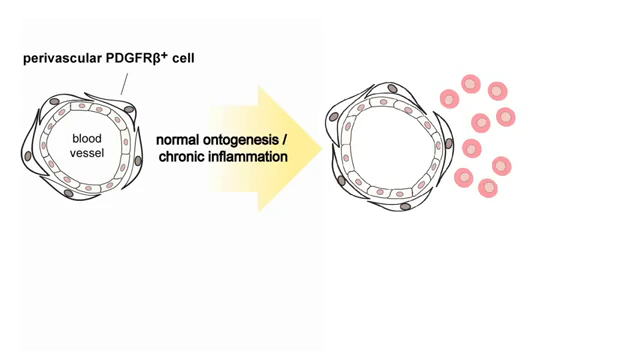 perivascular PDGFRβ⁺ cell
blood
vessel
normal ontogenesis /
chronic inflammation